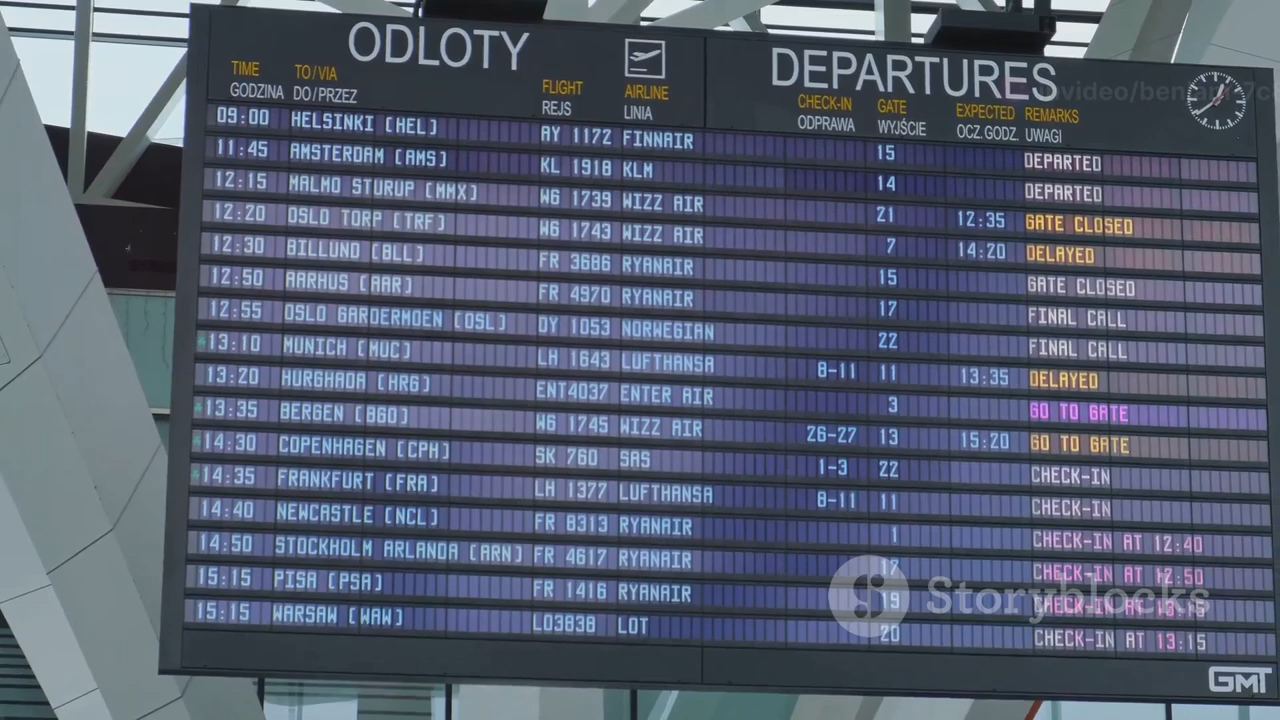 ODLOTY DEPARTURES
TIME TO/VIA FLIGHT AIRLINE CHECK-IN GATE EXPECTED REMARKS
GODZINA DO/PRZEZ REJS LINIA ODPRAWA WYJŚCIE OCZ.GODZ. UWAGI
09:00 HELSINKI (HEL) AY 1172 FINNAIR 15 DEPARTED
11:45 AMSTERDAM (AMS) KL 1918 KLM 14 DEPARTED
12:15 MALMO STURUP (MMX) W6 1739 WIZZ AIR 21 12:35 GATE CLOSED
12:20 OSLO TORP (TRF) W6 1743 WIZZ AIR 7 14:20 DELAYED
12:30 BILLUND (BLL) FR 3686 RYANAIR 15 GATE CLOSED
12:50 AARHUS (AAR) FR 4970 RYANAIR 17 FINAL CALL
12:55 OSLO GARDERMOEN (OSL) DY 1053 NORWEGIAN 22 FINAL CALL
13:10 MUNICH (MUC) LH 1643 LUFTHANSA 8-11 11 13:35 DELAYED
13:20 HURGHADA (HRG) ENT4037 ENTER AIR 3 GO TO GATE
13:35 BERGEN (BGO) W6 1745 WIZZ AIR 26-27 13 15:20 GO TO GATE
14:30 COPENHAGEN (CPH) SK 760 SAS 1-3 22 CHECK-IN
14:35 FRANKFURT (FRA) LH 1377 LUFTHANSA 8-11 11 CHECK-IN
14:40 NEWCASTLE (NCL) FR 8313 RYANAIR 1 CHECK-IN AT 12:40
14:50 STOCKHOLM ARLANDA (ARN) FR 4617 RYANAIR 17 CHECK-IN AT 12:50
15:15 PISA (PSA) FR 1416 RYANAIR 19 CHECK-IN AT
15:15 WARSAW (WAW) LO3838 LOT 20 CHECK-IN AT 13:15
Storyblocks
GMT